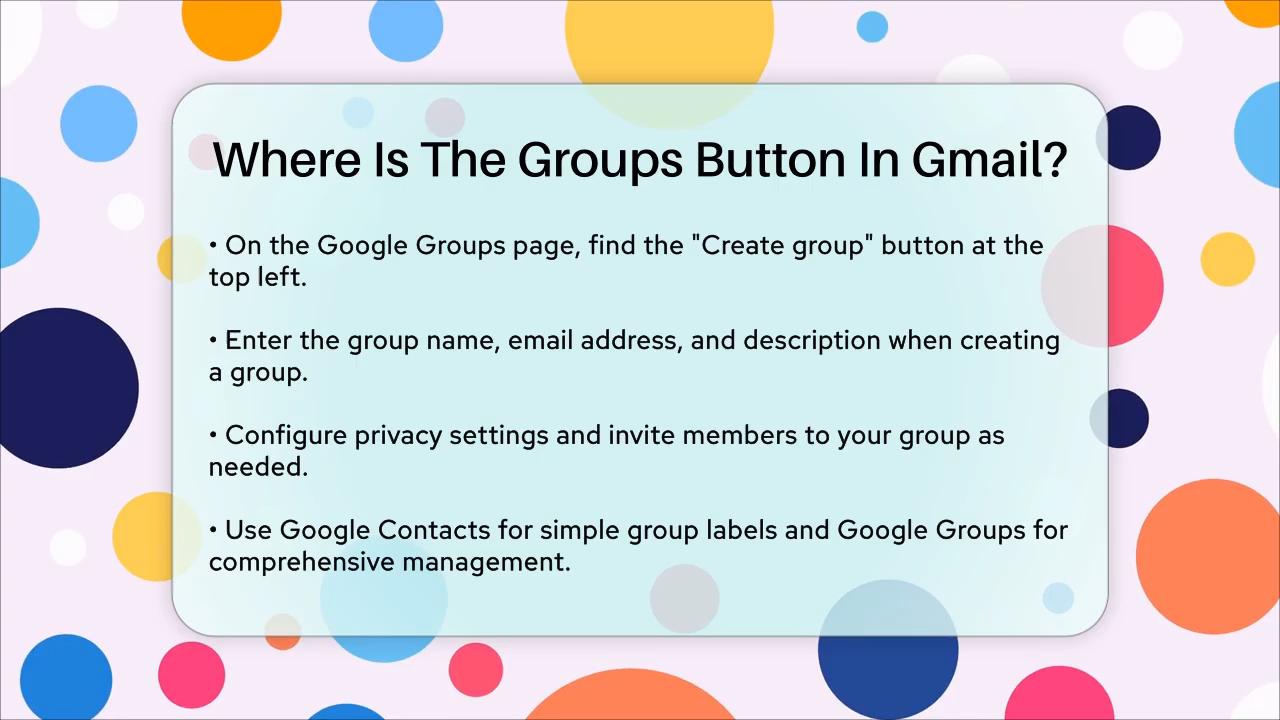 Where Is The Groups Button In Gmail?
• On the Google Groups page, find the "Create group" button at the
top left.
• Enter the group name, email address, and description when creating
a group.
• Configure privacy settings and invite members to your group as
needed.
• Use Google Contacts for simple group labels and Google Groups for
comprehensive management.